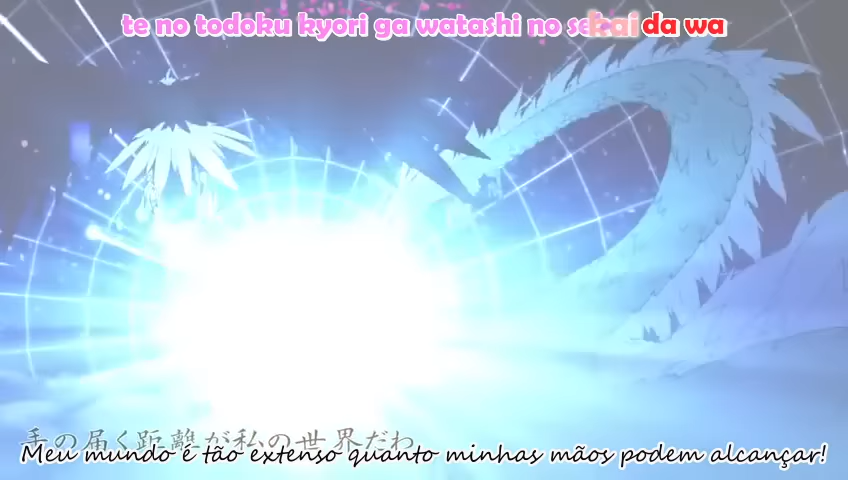 te no todoku kyori ga watashi no sekai da wa
手の届く距離が私の世界だわ
Meu mundo é tão extenso quanto minhas mãos podem alcançar!